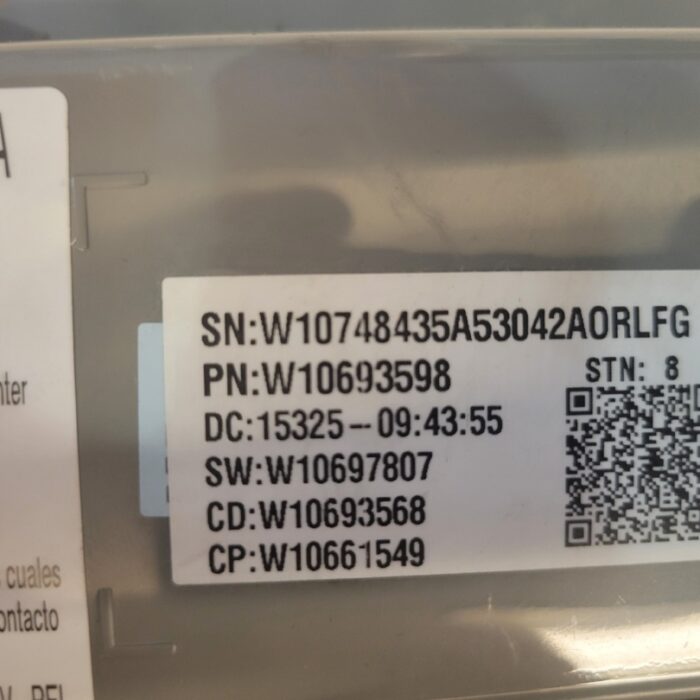 A
nter
cuales
ontacto
SN:W10748435A53042AORLFG
PN:W10693598
STN: 8
DC:15325-09:43:55
SW:W10697807
CD:W10693568
CP:W10661549